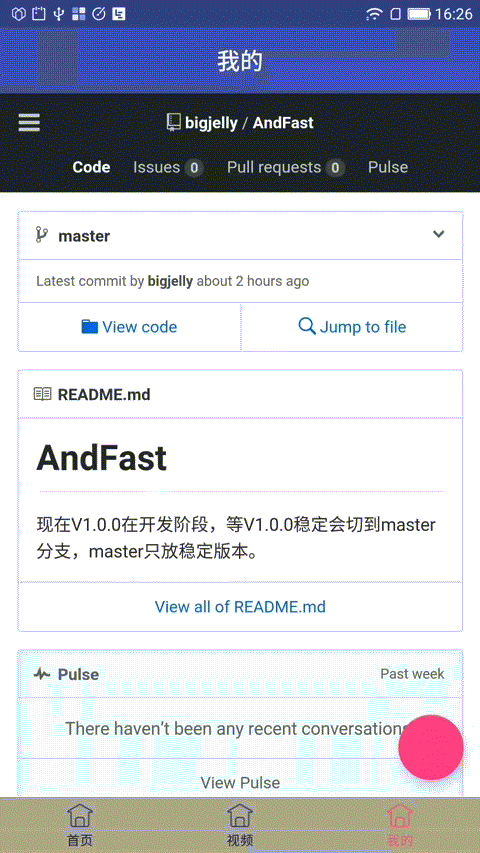 16:26
我的
bigjelly / AndFast
Code Issues 0 Pull requests 0 Pulse
master
Latest commit by bigjelly about 2 hours ago
View code Jump to file
README.md
AndFast
现在V1.0.0在开发阶段，等V1.0.0稳定会切到master
分支，master只放稳定版本。
View all of README.md
Pulse Past week
There haven’t been any recent conversations
View Pulse
首页 视频 我的